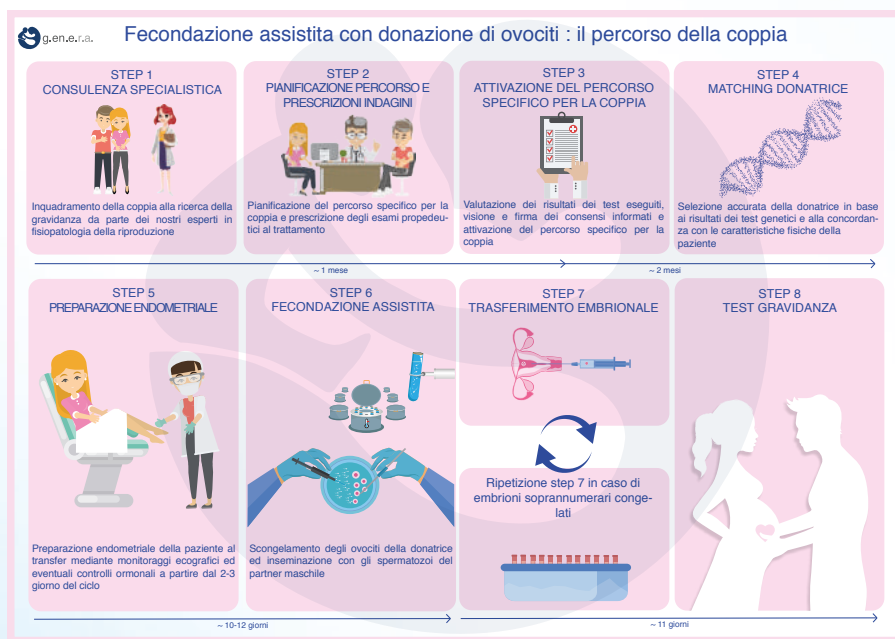 g.en.e.r.a.
Fecondazione assistita con donazione di ovociti : il percorso della coppia
STEP 1
CONSULENZA SPECIALISTICA
Inquadramento della coppia alla ricerca della
gravidanza da parte dei nostri esperti in
fisiopatologia della riproduzione
STEP 2
PIANIFICAZIONE PERCORSO E
PRESCRIZIONI INDAGINI
Pianificazione del percorso specifico per la
coppia e prescrizione degli esami propedeu-
tici al trattamento
STEP 3
ATTIVAZIONE DEL PERCORSO
SPECIFICO PER LA COPPIA
Valutazione dei risultati dei test eseguiti,
visione e firma dei consensi informati e
attivazione del percorso specifico per la
coppia
STEP 4
MATCHING DONATRICE
Selezione accurata della donatrice in base
ai risultati dei test genetici e alla concordan-
za con le caratteristiche fisiche della
paziente
~ 1 mese
~ 2 mesi
STEP 5
PREPARAZIONE ENDOMETRIALE
Preparazione endometriale della paziente al
transfer mediante monitoraggi ecografici ed
eventuali controlli ormonali a partire dal 2-3
giorno del ciclo
STEP 6
FECONDAZIONE ASSISTITA
Scongelamento degli ovociti della donatrice
ed inseminazione con gli spermatozoi del
partner maschile
STEP 7
TRASFERIMENTO EMBRIONALE
Ripetizione step 7 in caso di
embrioni soprannumerari conge-
lati
STEP 8
TEST GRAVIDANZA
~ 10-12 giorni
~ 11 giorni